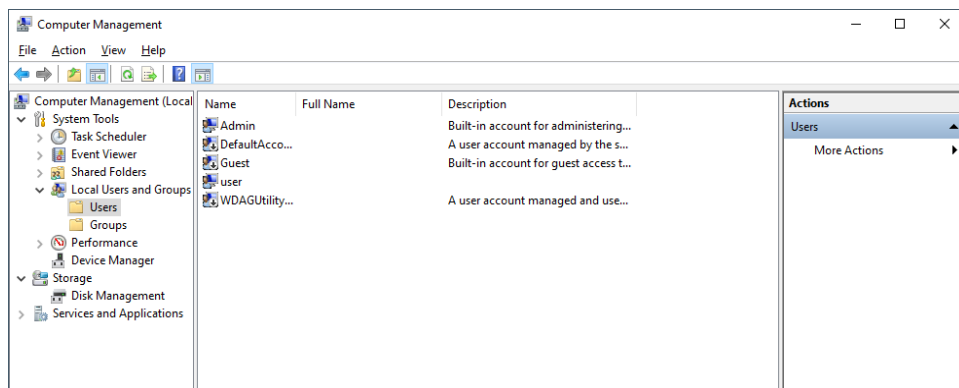 Computer Management
File Action View Help
Computer Management (Local
System Tools
Task Scheduler
Event Viewer
Shared Folders
Local Users and Groups
Users
Groups
Performance
Device Manager
Storage
Disk Management
Services and Applications
Name Full Name Description
Admin Built-in account for administering...
DefaultAcco... A user account managed by the s...
Guest Built-in account for guest access t...
user
WDAGUtility... A user account managed and use...
Actions
Users
More Actions